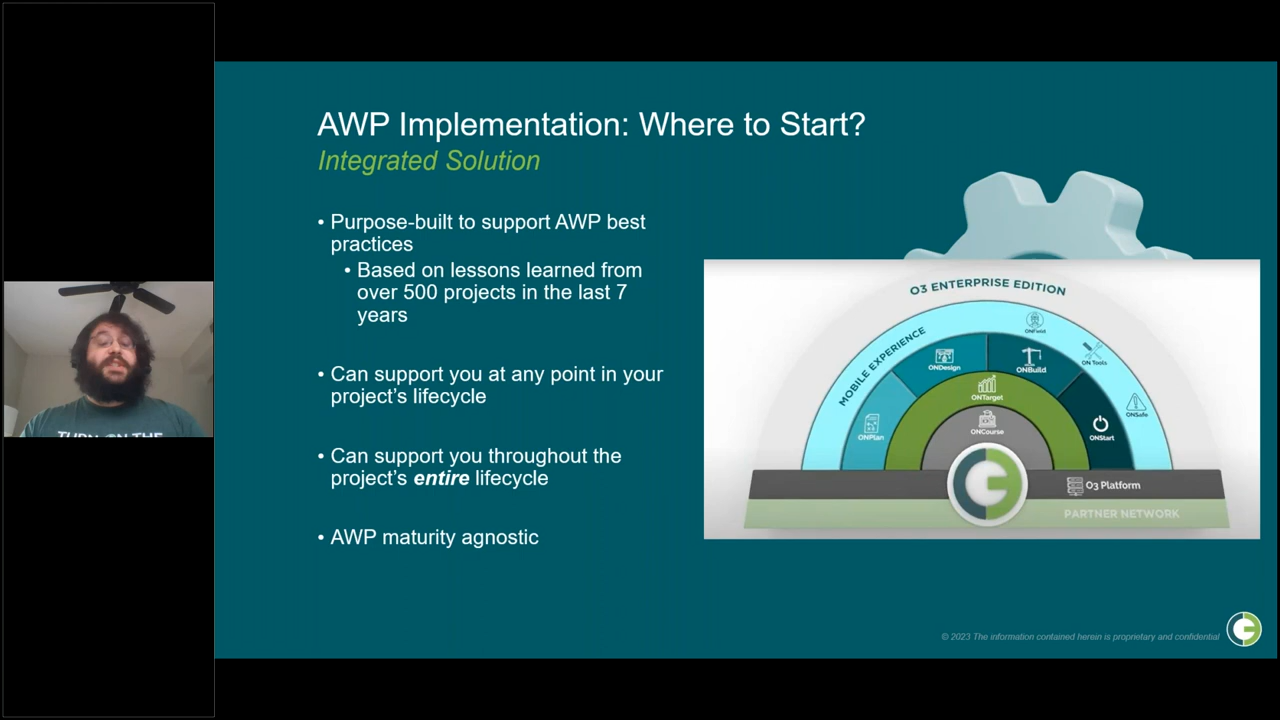 AWP Implementation: Where to Start?
Integrated Solution
• Purpose-built to support AWP best
practices
• Based on lessons learned from
over 500 projects in the last 7
years
• Can support you at any point in your
project's lifecycle
• Can support you throughout the
project's entire lifecycle
• AWP maturity agnostic
O3 ENTERPRISE EDITION
MOBILE EXPERIENCE
ONField
ON Tools
ONSafe
ONDesign
ONBuild
ONPlan
ONStart
ONTarget
ONCourse
O3 Platform
PARTNER NETWORK
TURN ON THE
© 2023 The information contained herein is proprietary and confidential